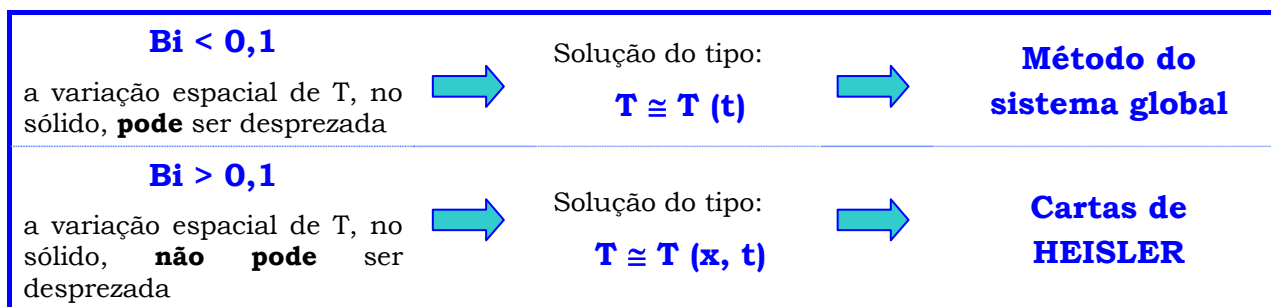 Bi < 0,1
a variação espacial de T, no
sólido, pode ser desprezada
Solução do tipo:
T ≅ T (t)
Método do
sistema global
Bi > 0,1
a variação espacial de T, no
sólido, não pode ser
desprezada
Solução do tipo:
T ≅ T (x, t)
Cartas de
HEISLER